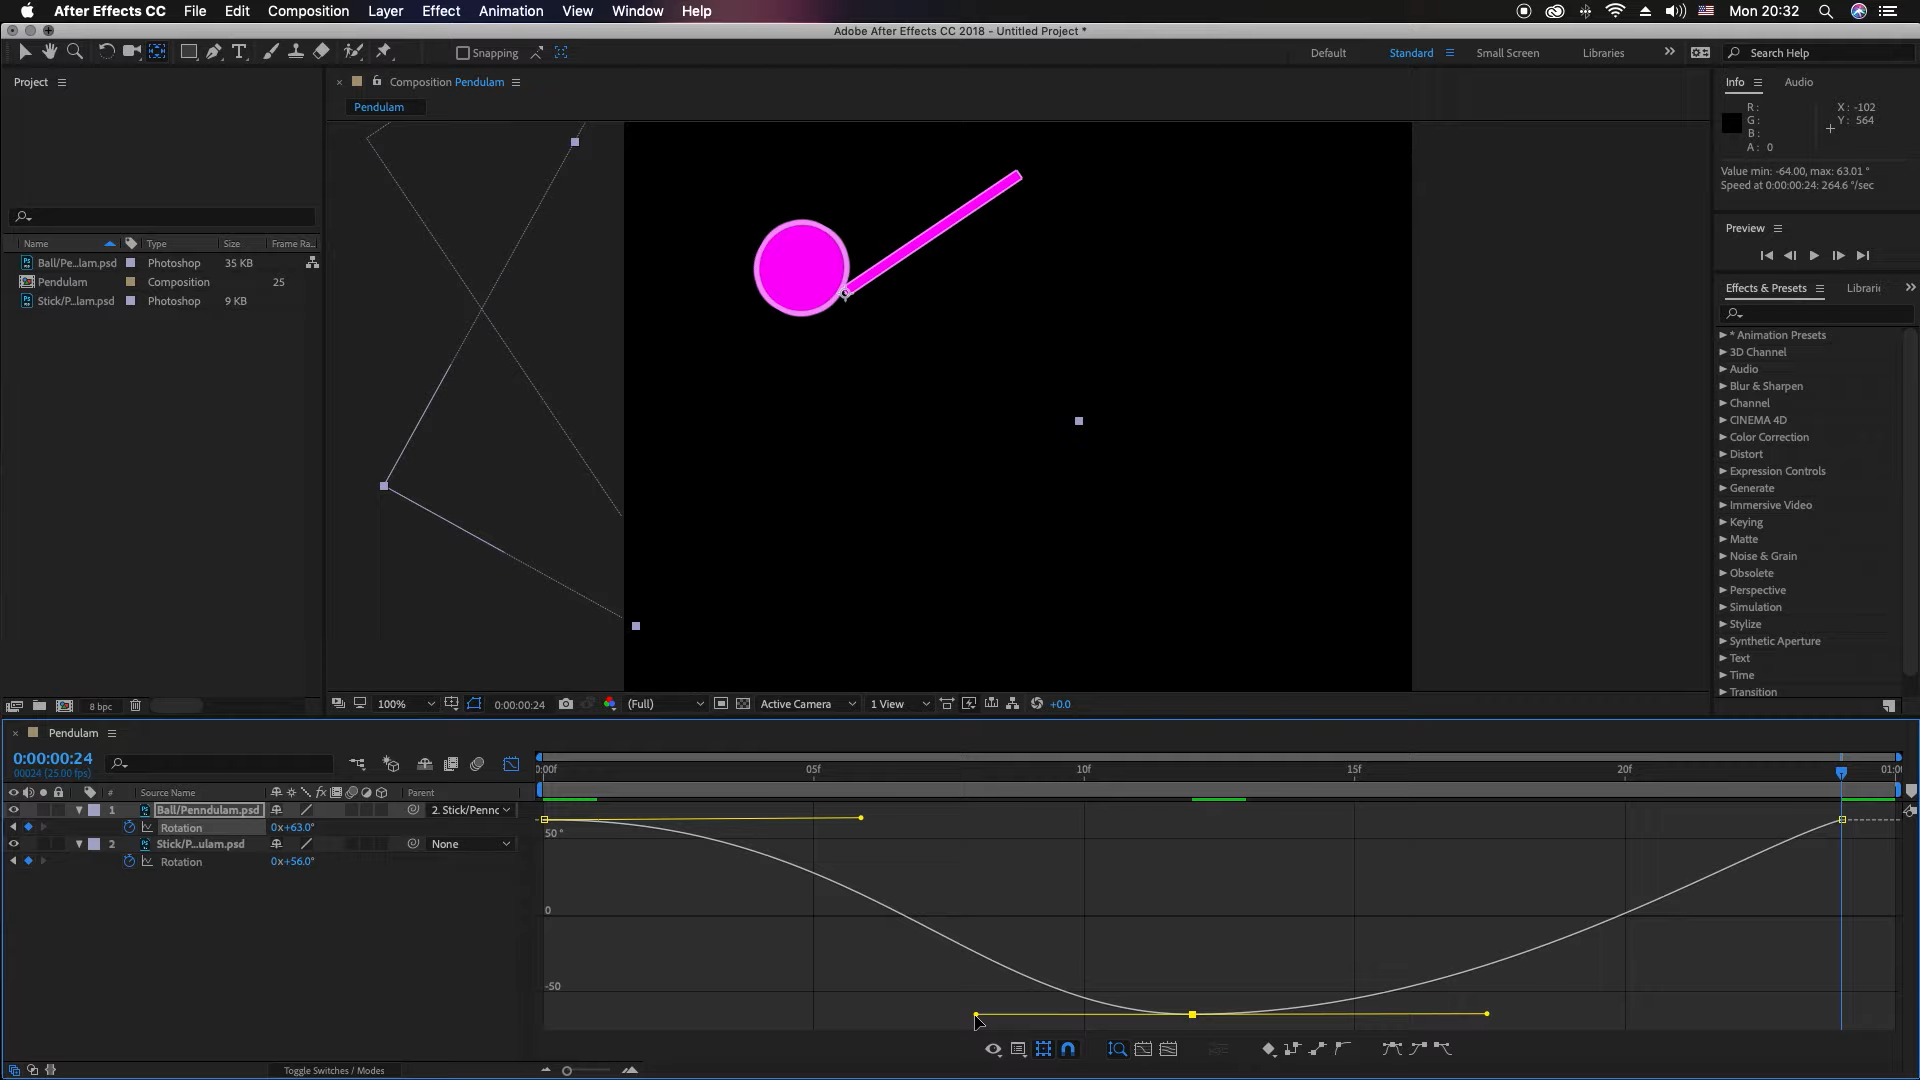 After Effects CC File Edit Composition Layer Effect Animation View Window Help Mon 20:32
Adobe After Effects CC 2018 - Untitled Project *
Snapping Default Standard Small Screen Libraries Search Help
Project
Composition Pendulam
Pendulam
Name Type Size Frame Ra..
Ball/Pe...lam.psd Photoshop 35 KB
Pendulam Composition 25
Stick/P...lam.psd Photoshop 9 KB
8 bpc
100% 0:00:00:24 (Full) Active Camera 1 View +0.0
Info Audio
R: X: -102
G: Y: 564
B:
A: 0
Value min: -64.00, max: 63.01 °
Speed at 0:00:00:24: 264.6 °/sec
Preview
Effects & Presets Librari
* Animation Presets
3D Channel
Audio
Blur & Sharpen
Channel
CINEMA 4D
Color Correction
Distort
Expression Controls
Generate
Immersive Video
Keying
Matte
Noise & Grain
Obsolete
Perspective
Simulation
Stylize
Synthetic Aperture
Text
Time
Transition
Pendulam
0:00:00:24
00024 (25.00 fps)
# Source Name Parent
1 Ball/Penndulam.psd 2. Stick/Pennc
Rotation 0x+63.0°
2 Stick/P...ulam.psd None
Rotation 0x+56.0°
0:00f 05f 10f 15f 20f 01:0
50 °
0
-50
Toggle Switches / Modes